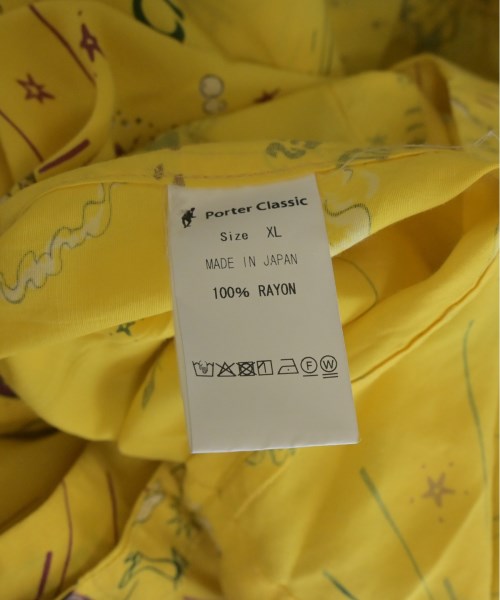 Porter Classic
Size XL
MADE IN JAPAN
100% RAYON
F W